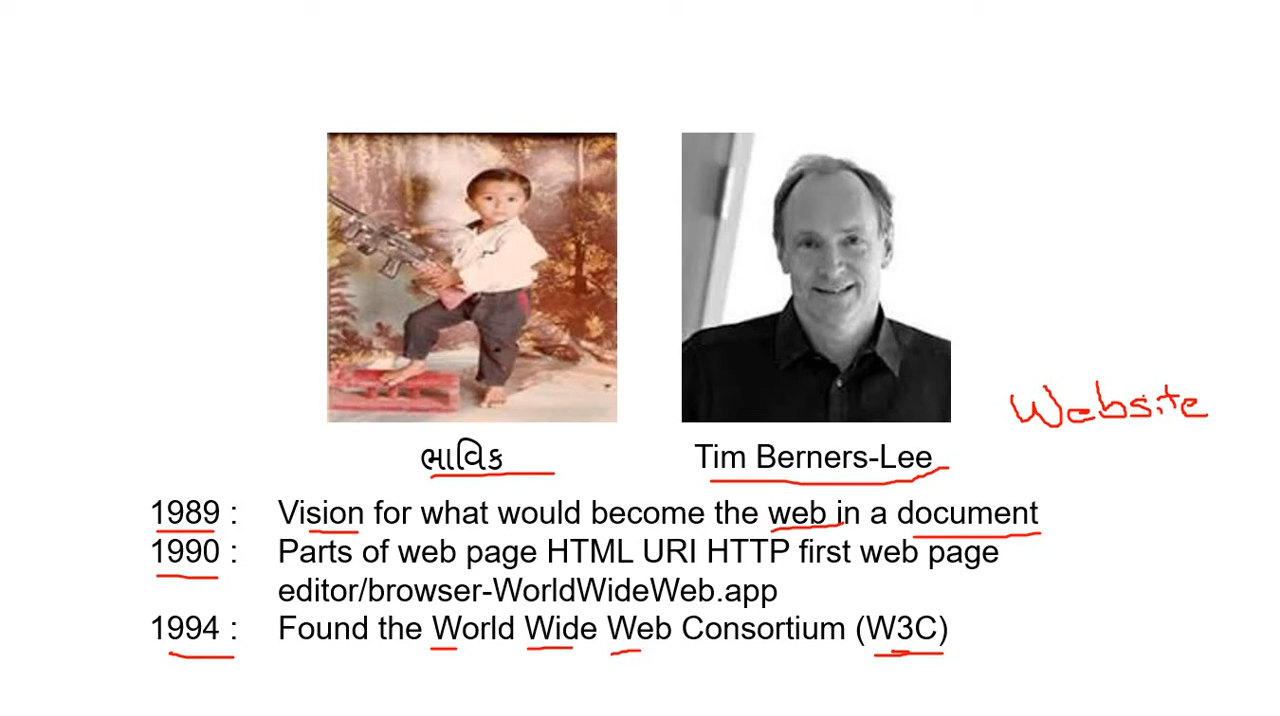 Website
ભાવિક
Tim Berners-Lee
1989 : Vision for what would become the web in a document
1990 : Parts of web page HTML URI HTTP first web page
editor/browser-WorldWideWeb.app
1994 : Found the World Wide Web Consortium (W3C)